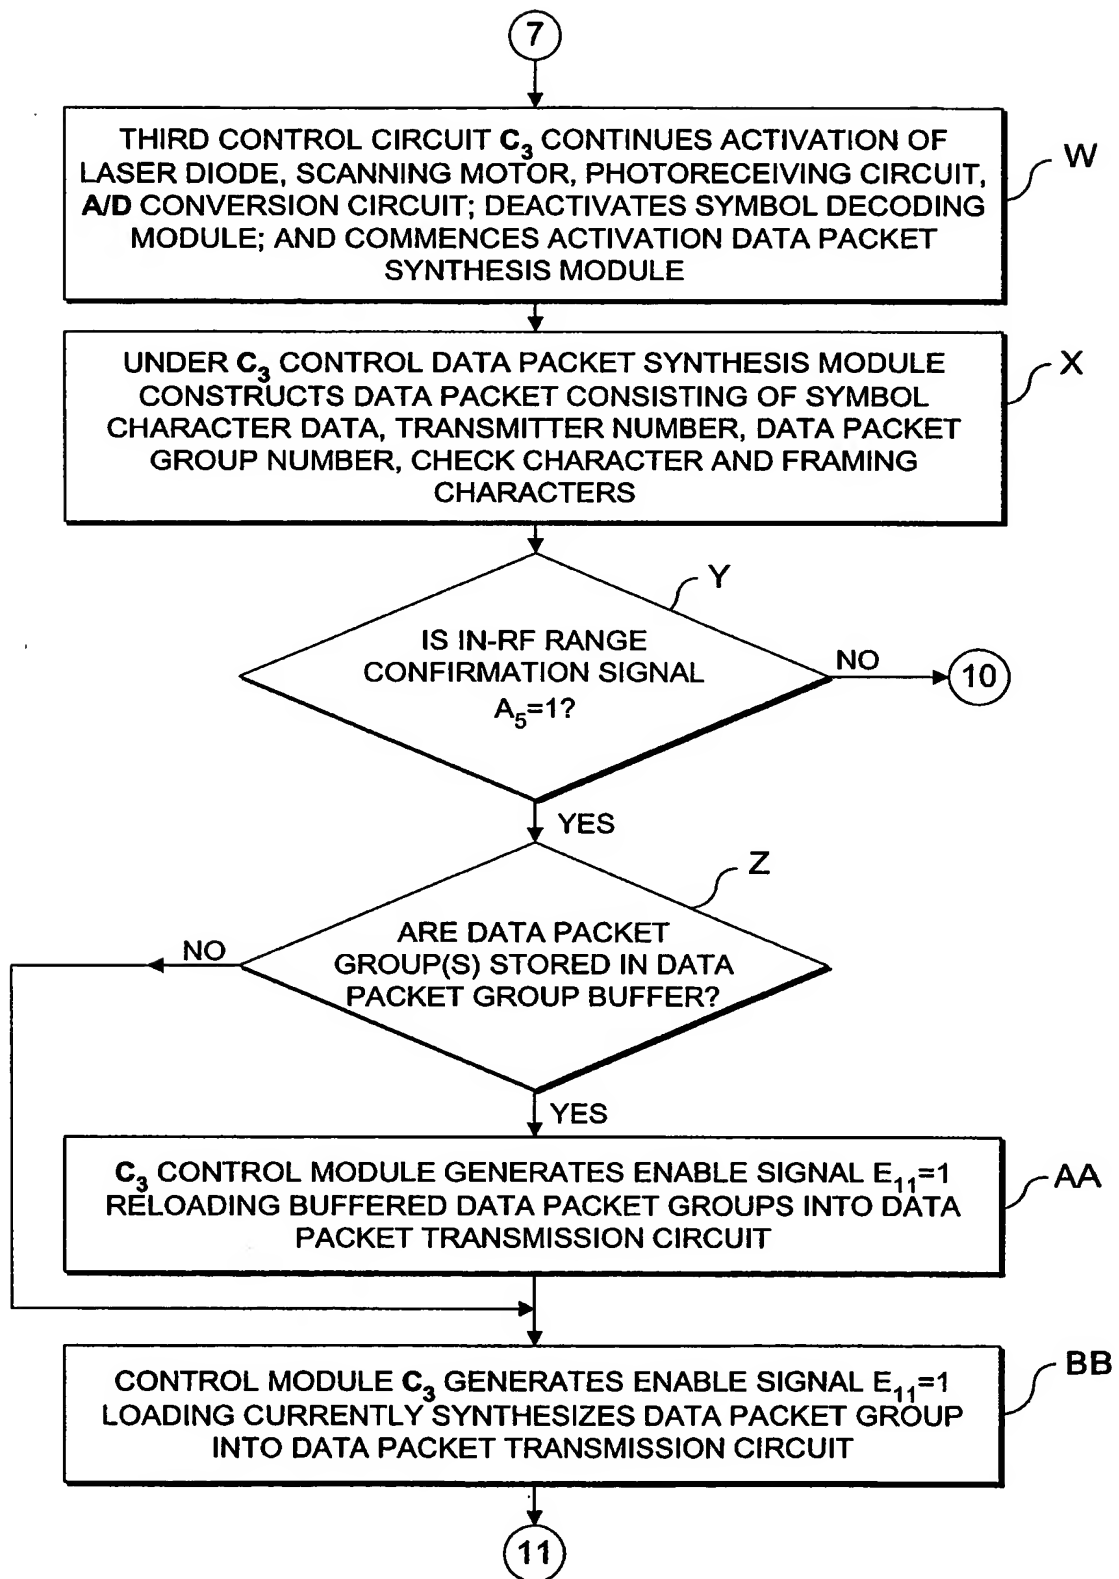 7
THIRD CONTROL CIRCUIT C₃ CONTINUES ACTIVATION OF
LASER DIODE, SCANNING MOTOR, PHOTORECEIVING CIRCUIT,
A/D CONVERSION CIRCUIT; DEACTIVATES SYMBOL DECODING
MODULE; AND COMMENCES ACTIVATION DATA PACKET
SYNTHESIS MODULE
W
UNDER C₃ CONTROL DATA PACKET SYNTHESIS MODULE
CONSTRUCTS DATA PACKET CONSISTING OF SYMBOL
CHARACTER DATA, TRANSMITTER NUMBER, DATA PACKET
GROUP NUMBER, CHECK CHARACTER AND FRAMING
CHARACTERS
X
Y
IS IN-RF RANGE
CONFIRMATION SIGNAL
A₅=1?
NO
10
YES
Z
ARE DATA PACKET
GROUP(S) STORED IN DATA
PACKET GROUP BUFFER?
NO
YES
C₃ CONTROL MODULE GENERATES ENABLE SIGNAL E₁₁=1
RELOADING BUFFERED DATA PACKET GROUPS INTO DATA
PACKET TRANSMISSION CIRCUIT
AA
CONTROL MODULE C₃ GENERATES ENABLE SIGNAL E₁₁=1
LOADING CURRENTLY SYNTHESIZES DATA PACKET GROUP
INTO DATA PACKET TRANSMISSION CIRCUIT
BB
11